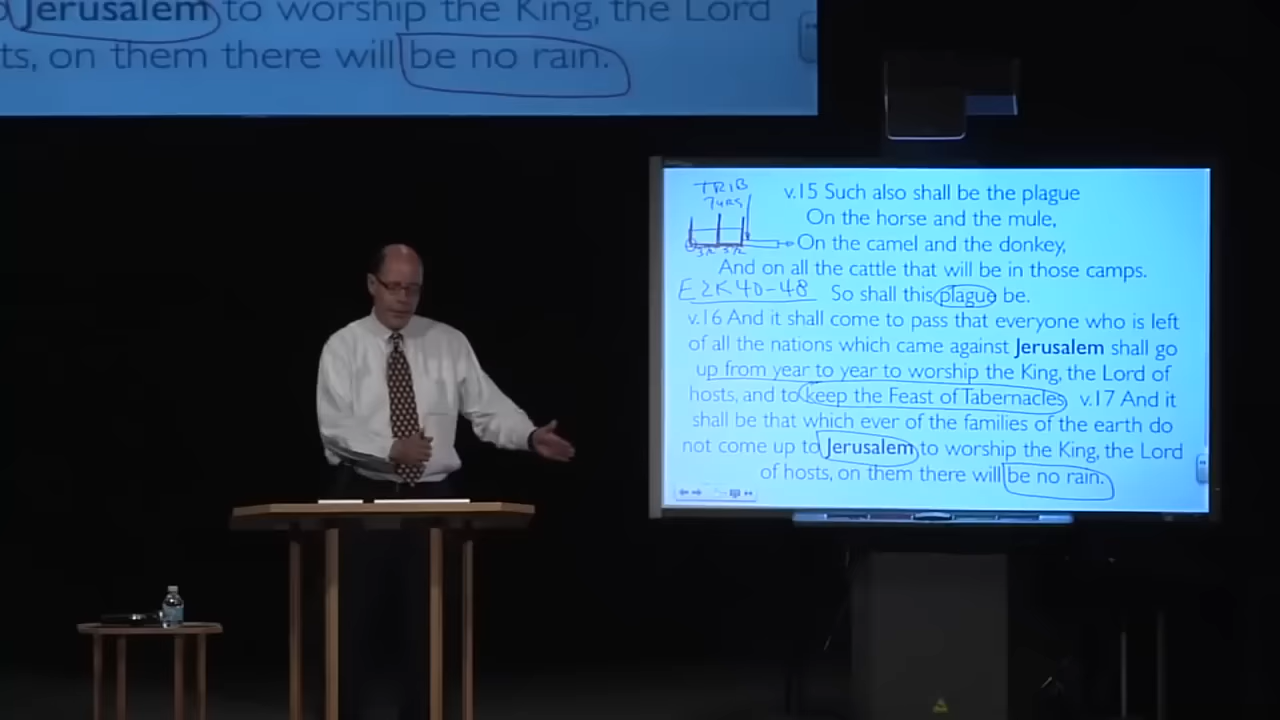 Jerusalem to worship the King, the Lord
ts, on them there will be no rain.
TRIB
7 yrs
3½ 3½
v.15 Such also shall be the plague
On the horse and the mule,
On the camel and the donkey,
And on all the cattle that will be in those camps.
EZK 40-48
So shall this plague be.
v.16 And it shall come to pass that everyone who is left
of all the nations which came against Jerusalem shall go
up from year to year to worship the King, the Lord of
hosts, and to keep the Feast of Tabernacles. v.17 And it
shall be that which ever of the families of the earth do
not come up to Jerusalem to worship the King, the Lord
of hosts, on them there will be no rain.